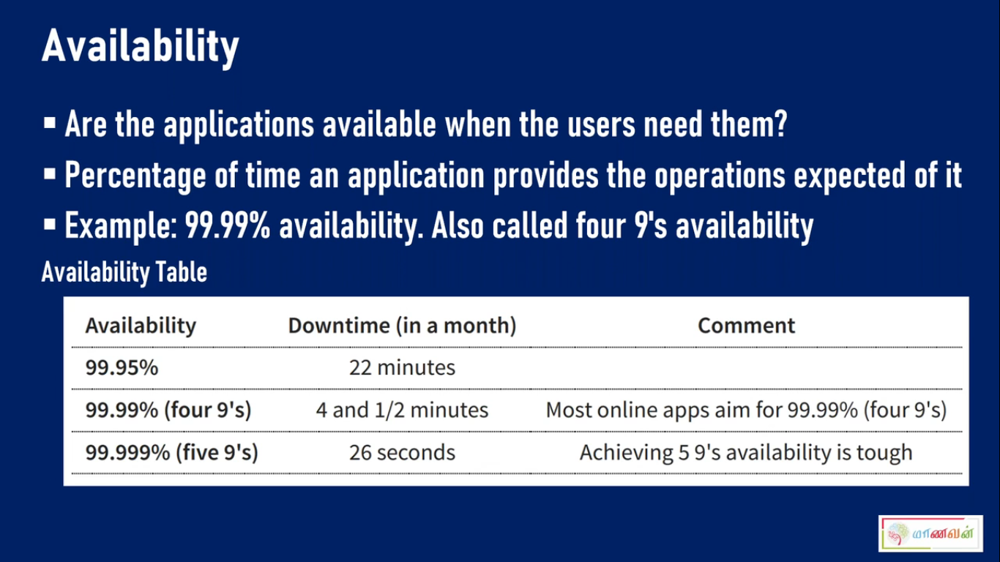 Availability
▪ Are the applications available when the users need them?
▪ Percentage of time an application provides the operations expected of it
▪ Example: 99.99% availability. Also called four 9's availability
Availability Table
Availability Downtime (in a month) Comment
99.95% 22 minutes
99.99% (four 9's) 4 and 1/2 minutes Most online apps aim for 99.99% (four 9's)
99.999% (five 9's) 26 seconds Achieving 5 9's availability is tough
மாணவன்